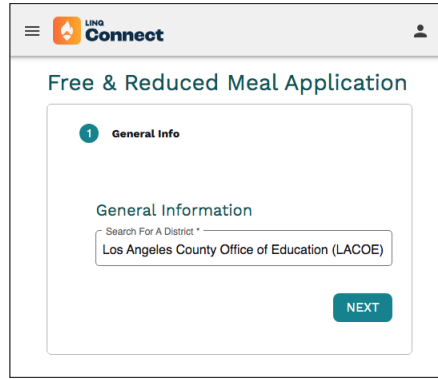 LINQ
Connect
Free & Reduced Meal Application
1 General Info
General Information
Search For A District *
Los Angeles County Office of Education (LACOE)
NEXT